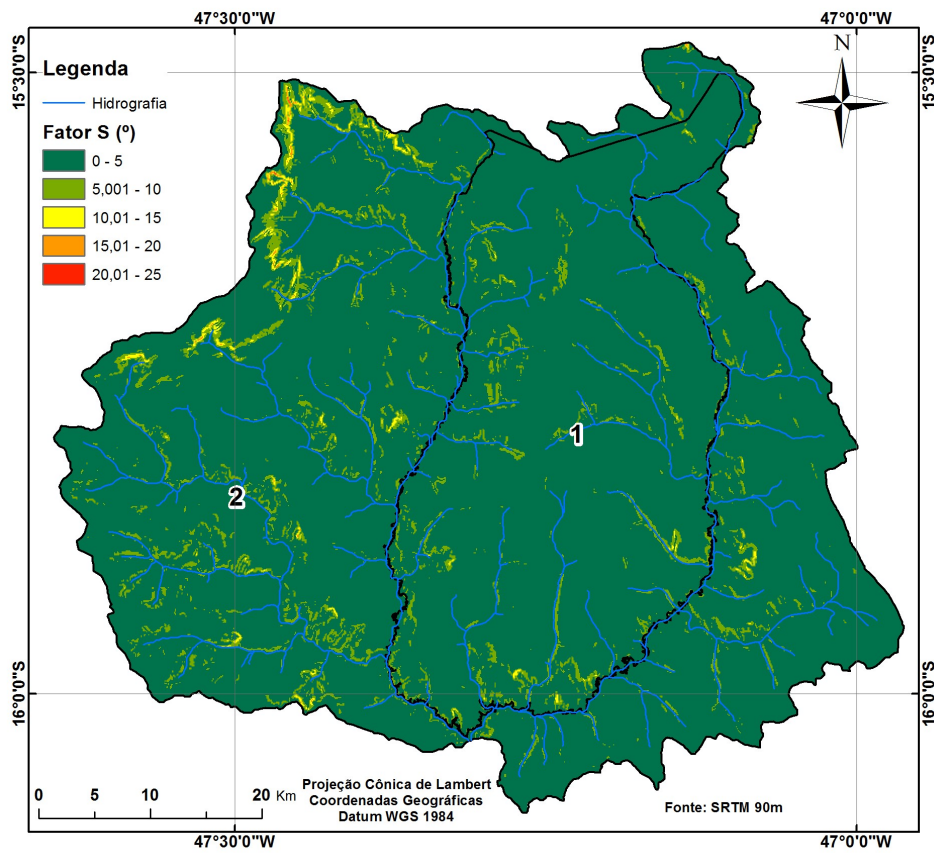 47°30'0"W
47°0'0"W
15°30'0"S
15°30'0"S
N
Legenda
Hidrografia
Fator S (º)
0 - 5
5,001 - 10
10,01 - 15
15,01 - 20
20,01 - 25
1
2
16°0'0"S
16°0'0"S
0 5 10 20 Km
Projeção Cônica de Lambert
Coordenadas Geográficas
Datum WGS 1984
Fonte: SRTM 90m
47°30'0"W
47°0'0"W